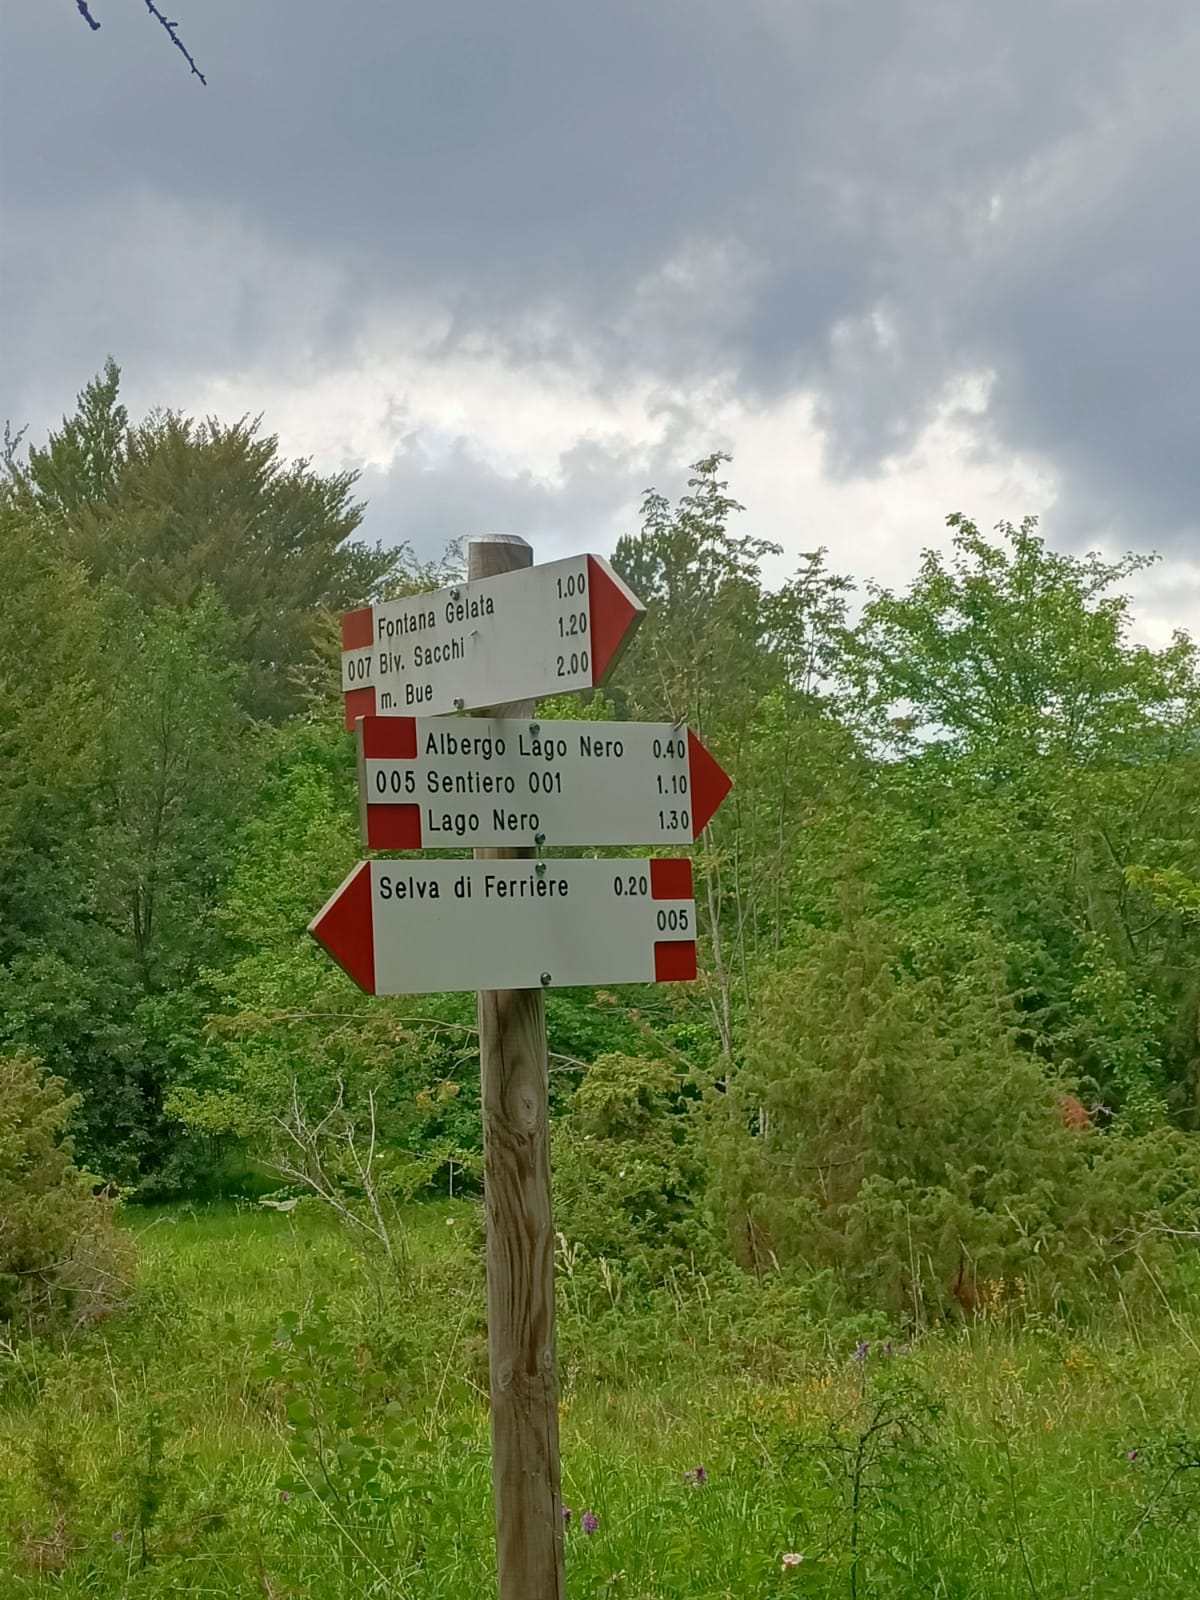 Fontana Gelata 1.00
007 Biv. Sacchi 1.20
m. Bue 2.00
Albergo Lago Nero 0.40
005 Sentiero 001 1.10
Lago Nero 1.30
Selva di Ferriere 0.20
005